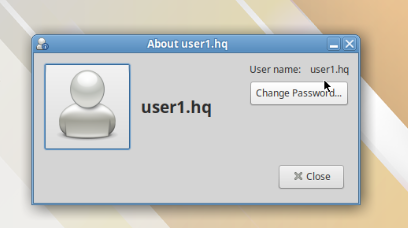 About user1.hq
User name: user1.hq
Change Password...
user1.hq
Close